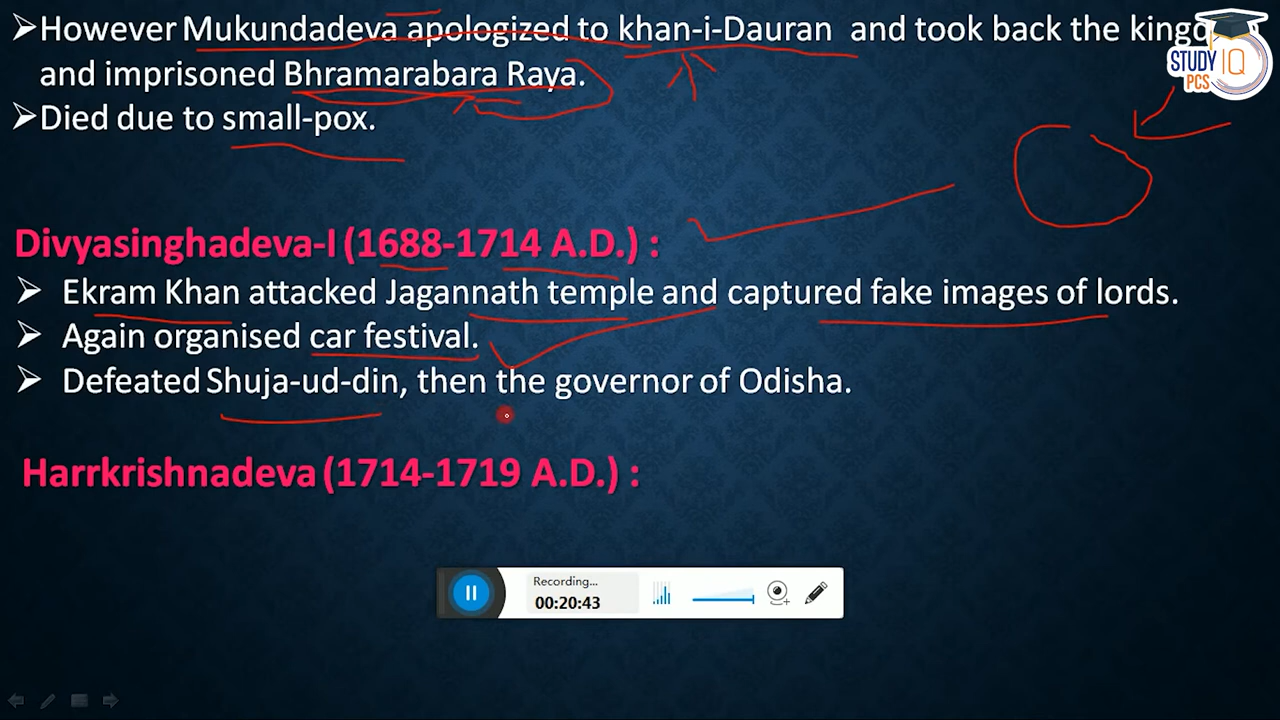 ➢However Mukundadeva apologized to khan-i-Dauran and took back the kingd
and imprisoned Bhramarabara Raya.
➢Died due to small-pox.
STUDY IQ
PCS
Divyasinghadeva-I (1688-1714 A.D.) :
➢ Ekram Khan attacked Jagannath temple and captured fake images of lords.
➢ Again organised car festival.
➢ Defeated Shuja-ud-din, then the governor of Odisha.
Harrkrishnadeva (1714-1719 A.D.) :
Recording...
00:20:43